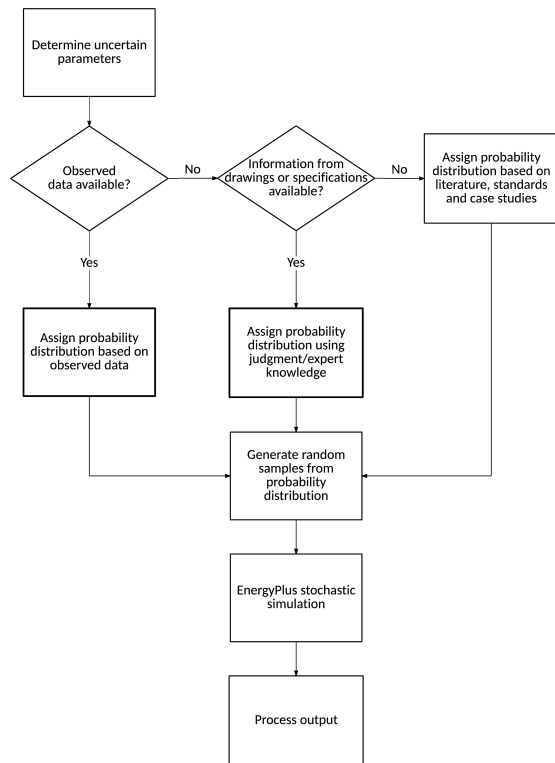 Determine uncertain
parameters
Observed
data available?
No
Information from
drawings or specifications
available?
No
Assign probability
distribution based on
literature, standards
and case studies
Yes
Yes
Assign probability
distribution based on
observed data
Assign probability
distribution using
judgment/expert
knowledge
Generate random
samples from
probability
distribution
EnergyPlus stochastic
simulation
Process output